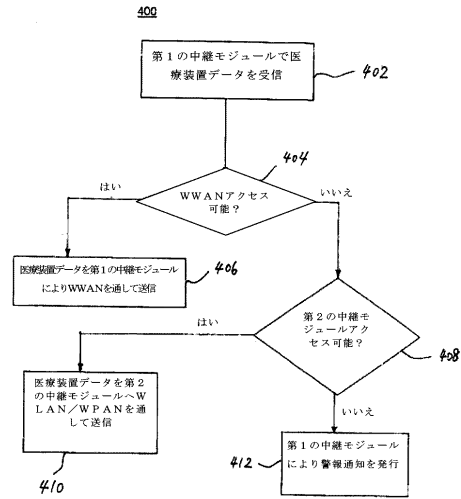 400
第1の中継モジュールで医
療装置データを受信
402
404
はい
WWANアクセス
可能?
いいえ
医療装置データを第1の中継モジュール
によりWWANを通して送信
406
はい
第2の中継モ
ジュールアク
セス可能?
408
医療装置データを第2
の中継モジュールへW
LAN/WPANを通
して送信
410
いいえ
第1の中継モジュール
により警報通知を発行
412